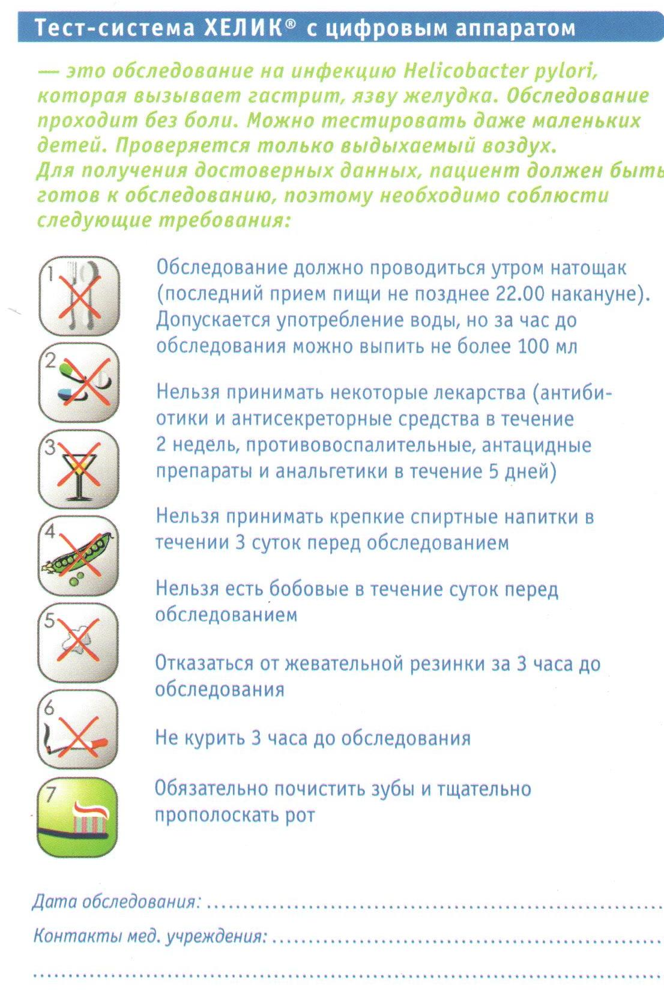 Тест-система ХЕЛИК® с цифровым аппаратом
— это обследование на инфекцию Helicobacter pylori,
которая вызывает гастрит, язву желудка. Обследование
проходит без боли. Можно тестировать даже маленьких
детей. Проверяется только выдыхаемый воздух.
Для получения достоверных данных, пациент должен быть
готов к обследованию, поэтому необходимо соблюсти
следующие требования:
1
Обследование должно проводиться утром натощак
(последний прием пищи не позднее 22.00 накануне).
Допускается употребление воды, но за час до
обследования можно выпить не более 100 мл
2
Нельзя принимать некоторые лекарства (антиби-
отики и антисекреторные средства в течение
2 недель, противовоспалительные, антацидные
препараты и анальгетики в течение 5 дней)
3
Нельзя принимать крепкие спиртные напитки в
течении 3 суток перед обследованием
4
Нельзя есть бобовые в течение суток перед
обследованием
5
Отказаться от жевательной резинки за 3 часа до
обследования
6
Не курить 3 часа до обследования
7
Обязательно почистить зубы и тщательно
прополоскать рот
Дата обследования:
Контакты мед. учреждения: